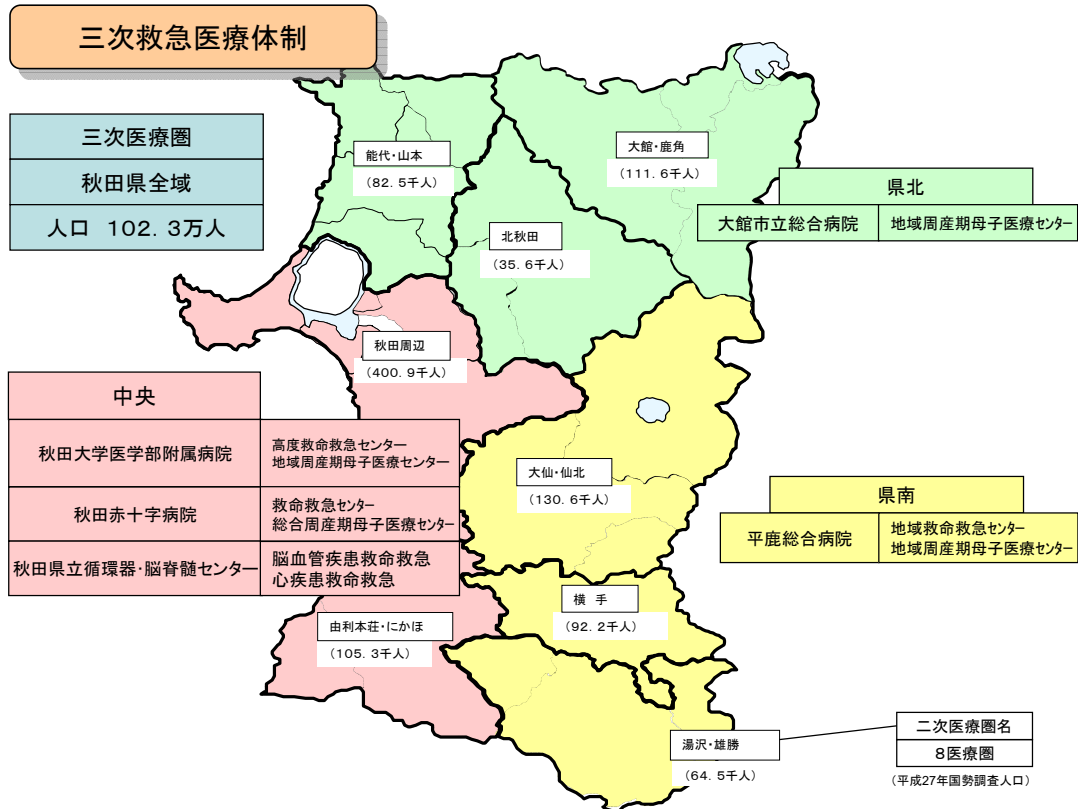 三次救急医療体制
三次医療圏
秋田県全域
人口 102.3万人
能代・山本
(82.5千人)
大館・鹿角
(111.6千人)
県北
大館市立総合病院
地域周産期母子医療センター
北秋田
(35.6千人)
秋田周辺
(400.9千人)
中央
秋田大学医学部附属病院
高度救命救急センター
地域周産期母子医療センター
秋田赤十字病院
救命救急センター
総合周産期母子医療センター
秋田県立循環器・脳脊髄センター
脳血管疾患救命救急
心疾患救命救急
大仙・仙北
(130.6千人)
県南
平鹿総合病院
地域救命救急センター
地域周産期母子医療センター
横 手
(92.2千人)
由利本荘・にかほ
(105.3千人)
湯沢・雄勝
(64.5千人)
二次医療圏名
8医療圏
(平成27年国勢調査人口)